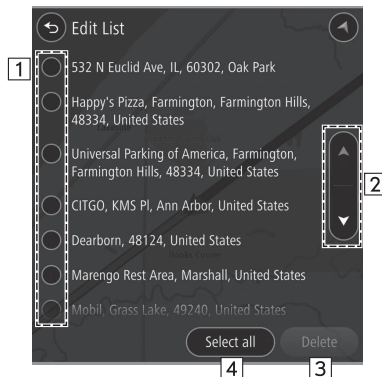 Edit List
1
532 N Euclid Ave, IL, 60302, Oak Park
Happy's Pizza, Farmington, Farmington Hills,
48334, United States
Universal Parking of America, Farmington,
Farmington Hills, 48334, United States
2
CITGO, KMS Pl, Ann Arbor, United States
Dearborn, 48124, United States
Marengo Rest Area, Marshall, United States
Mobil, Grass Lake, 49240, United States
Select all
Delete
4
3